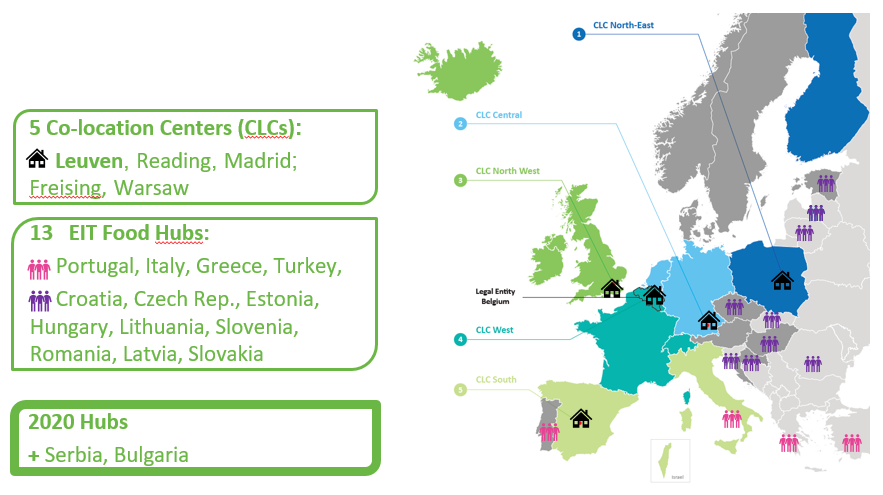 5 Co-location Centers (CLCs):
Leuven, Reading, Madrid;
Freising, Warsaw
13 EIT Food Hubs:
Portugal, Italy, Greece, Turkey,
Croatia, Czech Rep., Estonia,
Hungary, Lithuania, Slovenia,
Romania, Latvia, Slovakia
2020 Hubs
+ Serbia, Bulgaria
1 CLC North-East
2 CLC Central
3 CLC North West
Legal Entity
Belgium
4 CLC West
5 CLC South
Israel